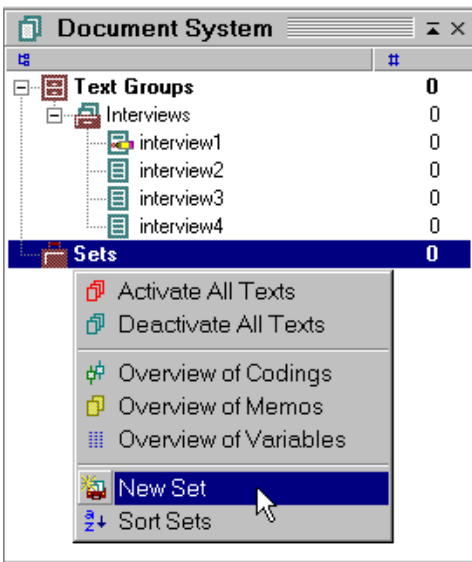 Document System
#
Text Groups 0
Interviews 0
interview1 0
interview2 0
interview3 0
interview4 0
Sets 0
Activate All Texts
Deactivate All Texts
Overview of Codings
Overview of Memos
Overview of Variables
New Set
Sort Sets